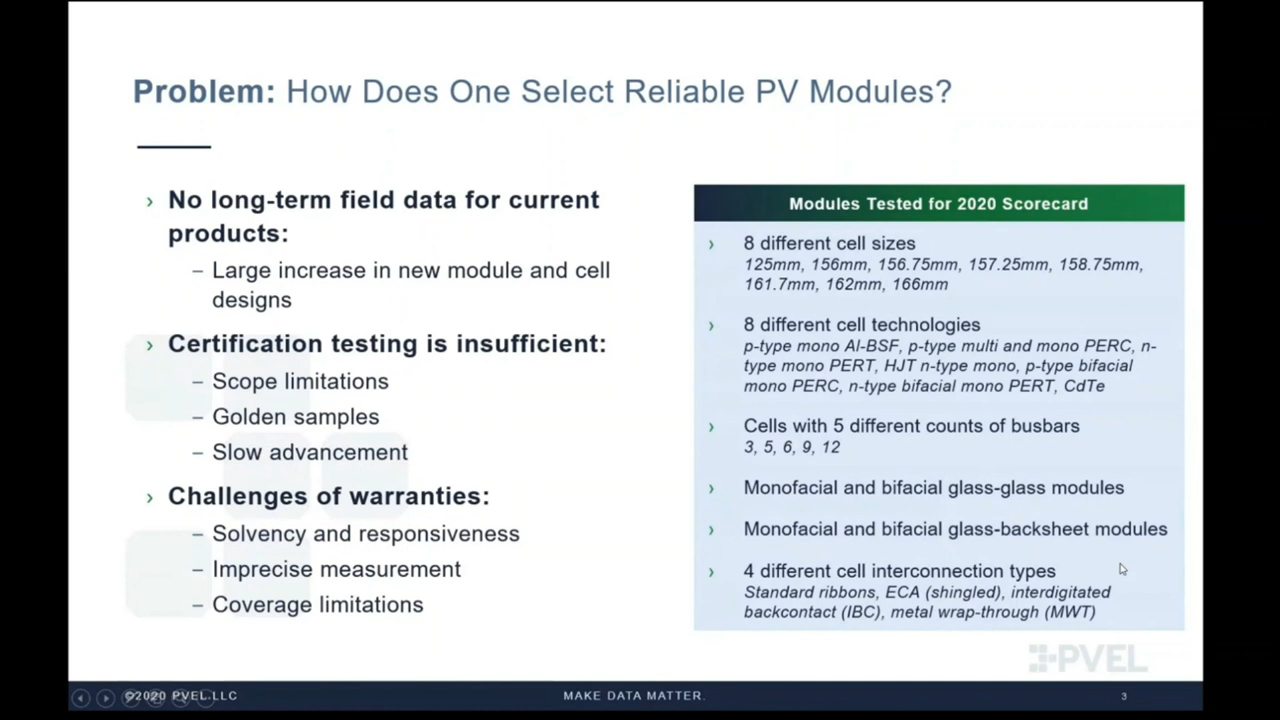 Problem: How Does One Select Reliable PV Modules?
› No long-term field data for current
products:
– Large increase in new module and cell
designs
› Certification testing is insufficient:
– Scope limitations
– Golden samples
– Slow advancement
› Challenges of warranties:
– Solvency and responsiveness
– Imprecise measurement
– Coverage limitations
Modules Tested for 2020 Scorecard
› 8 different cell sizes
125mm, 156mm, 156.75mm, 157.25mm, 158.75mm,
161.7mm, 162mm, 166mm
› 8 different cell technologies
p-type mono Al-BSF, p-type multi and mono PERC, n-
type mono PERT, HJT n-type mono, p-type bifacial
mono PERC, n-type bifacial mono PERT, CdTe
› Cells with 5 different counts of busbars
3, 5, 6, 9, 12
› Monofacial and bifacial glass-glass modules
› Monofacial and bifacial glass-backsheet modules
› 4 different cell interconnection types
Standard ribbons, ECA (shingled), interdigitated
backcontact (IBC), metal wrap-through (MWT)
PVEL
©2020 PVEL.LLC
MAKE DATA MATTER.
3